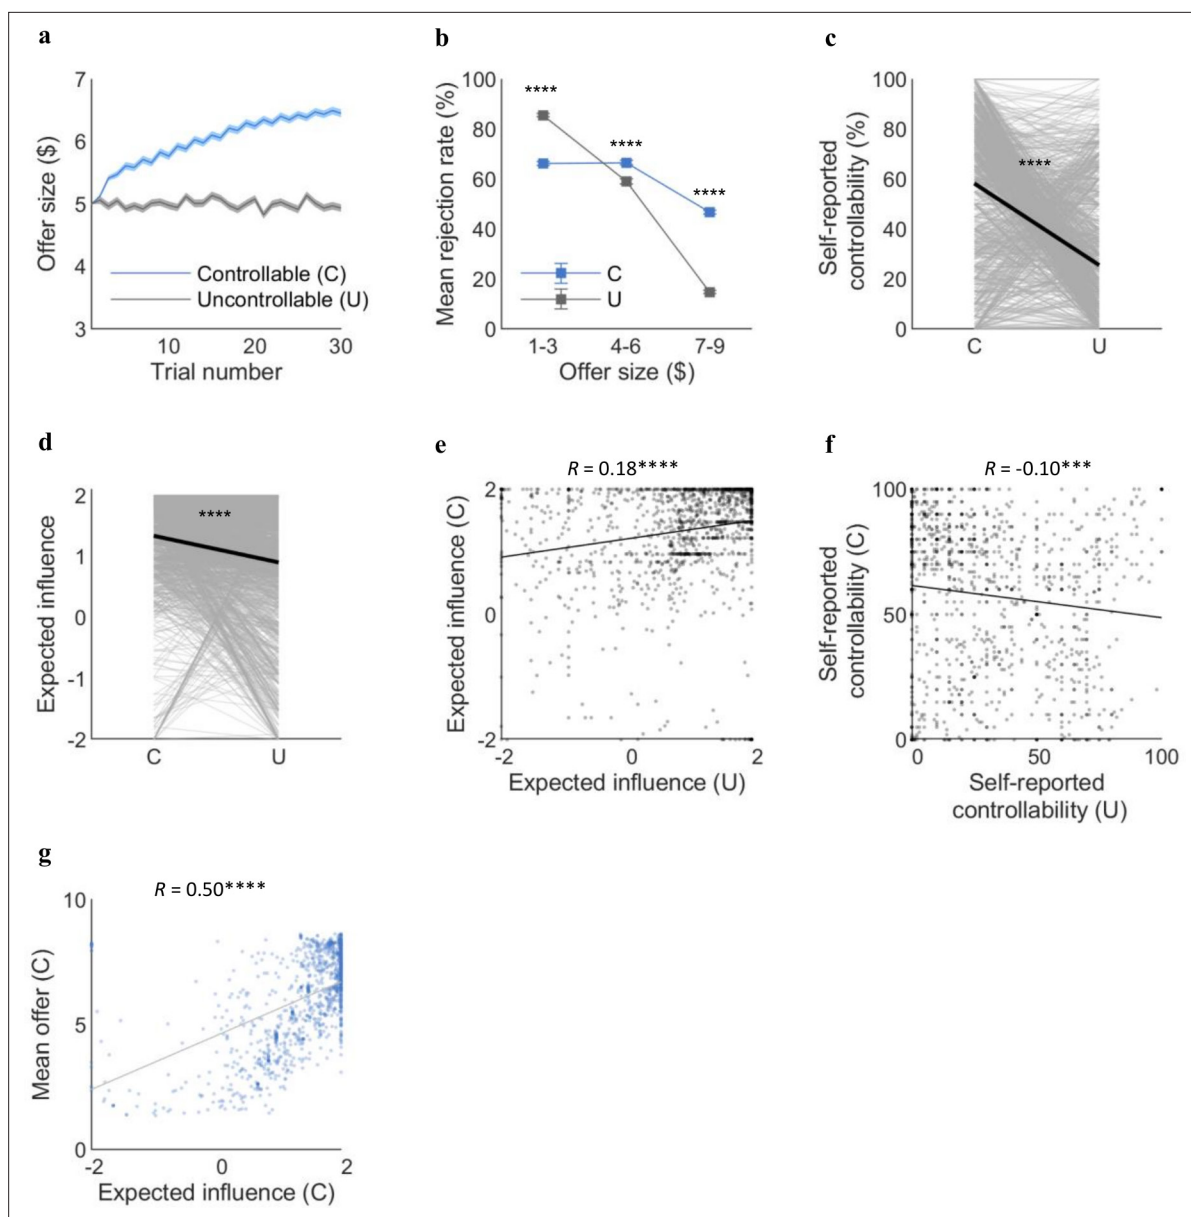 a
7
6
5
4
3
Offer size ($)
Controllable (C)
Uncontrollable (U)
10
20
30
Trial number
b
100
80
60
40
20
0
Mean rejection rate (%)
****
****
****
C
U
1-3
4-6
7-9
Offer size ($)
c
100
80
60
40
20
0
Self-reported
controllability (%)
****
C
U
d
2
1
0
-1
-2
Expected influence
****
C
U
e
R = 0.18****
2
0
-2
Expected influence (C)
-2
0
2
Expected influence (U)
f
R = -0.10***
100
50
0
Self-reported
controllability (C)
0
50
100
Self-reported
controllability (U)
g
R = 0.50****
10
5
0
Mean offer (C)
-2
0
2
Expected influence (C)